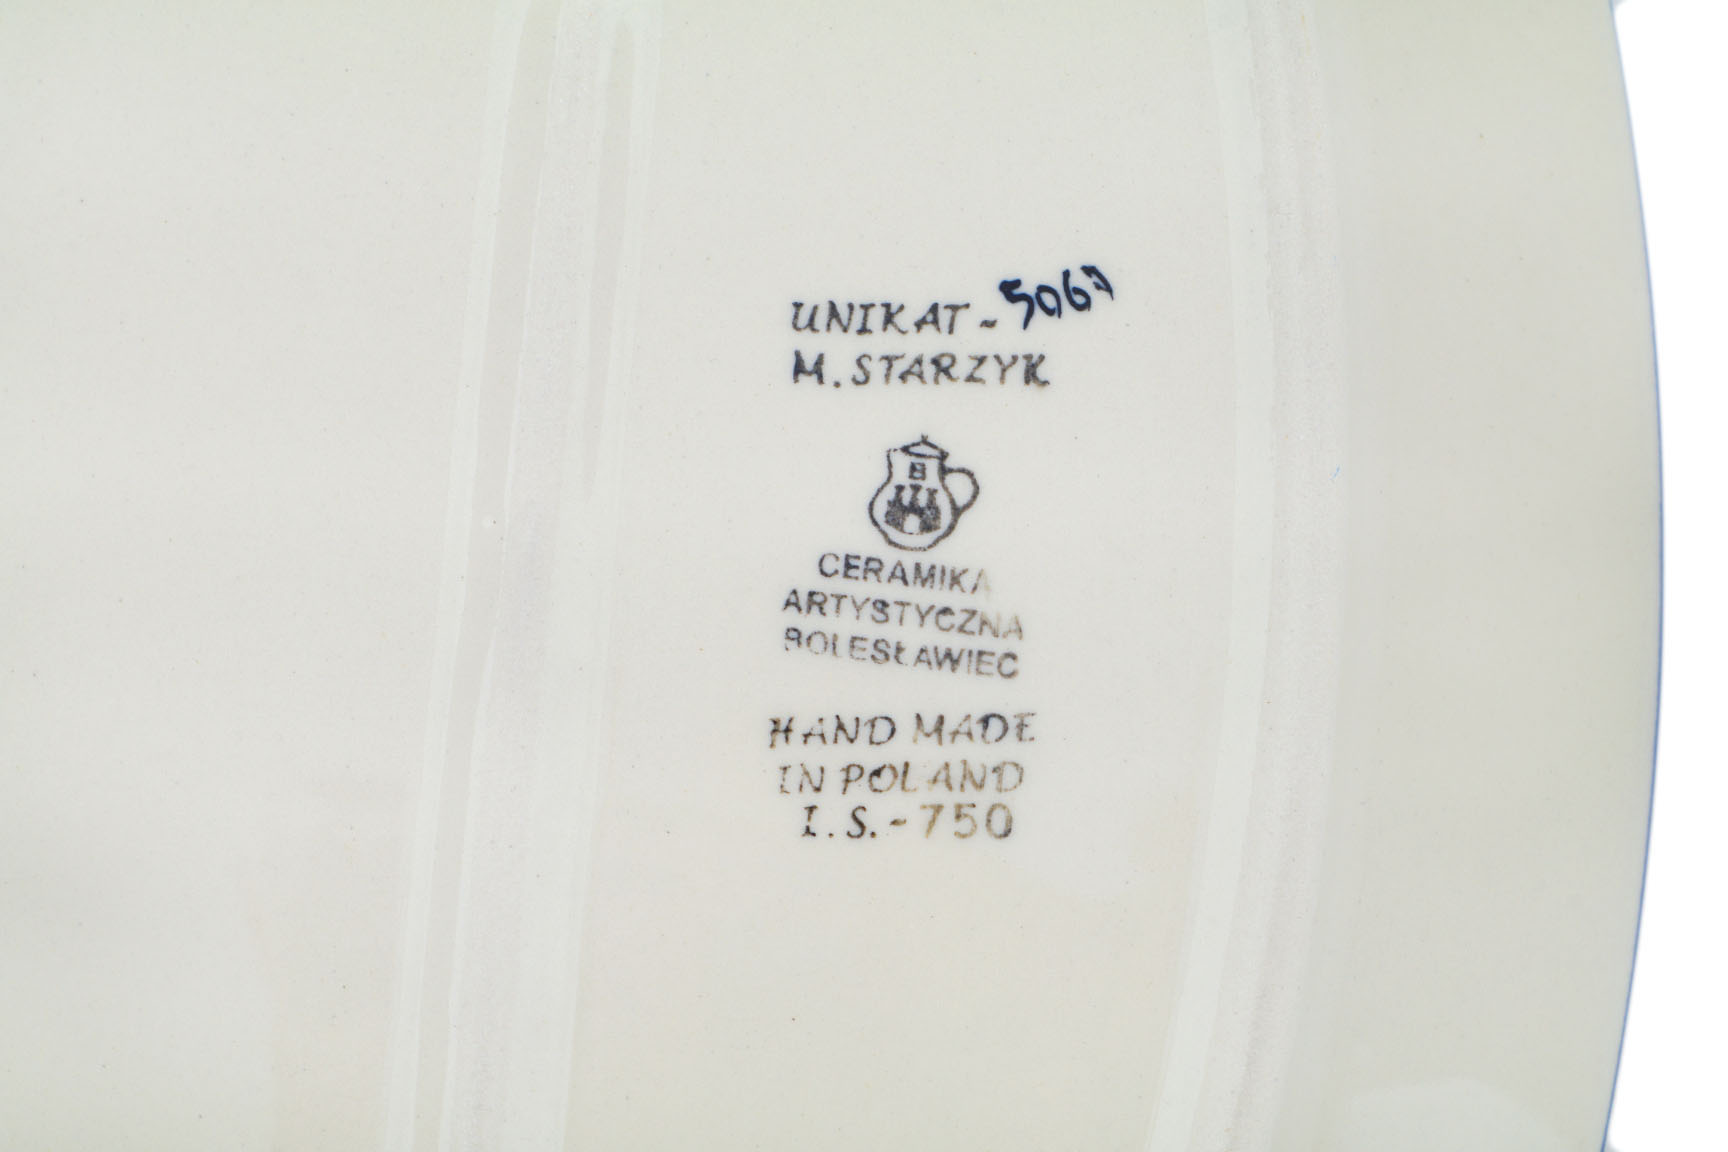 UNIKAT - 5067
M. STARZYK
CERAMIKA
ARTYSTYCZNA
BOLESŁAWIEC
HAND MADE
IN POLAND
I. S. - 750